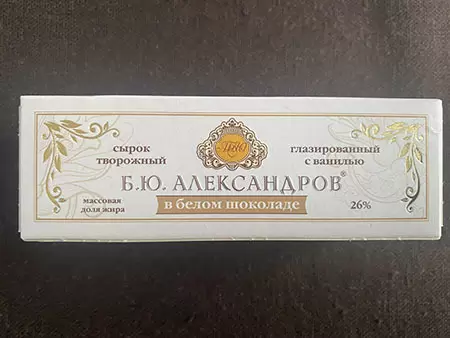 сырок
творожный
глазированный
с ванилью
Б.Ю. АЛЕКСАНДРОВ®
в белом шоколаде
массовая
доля жира
26%